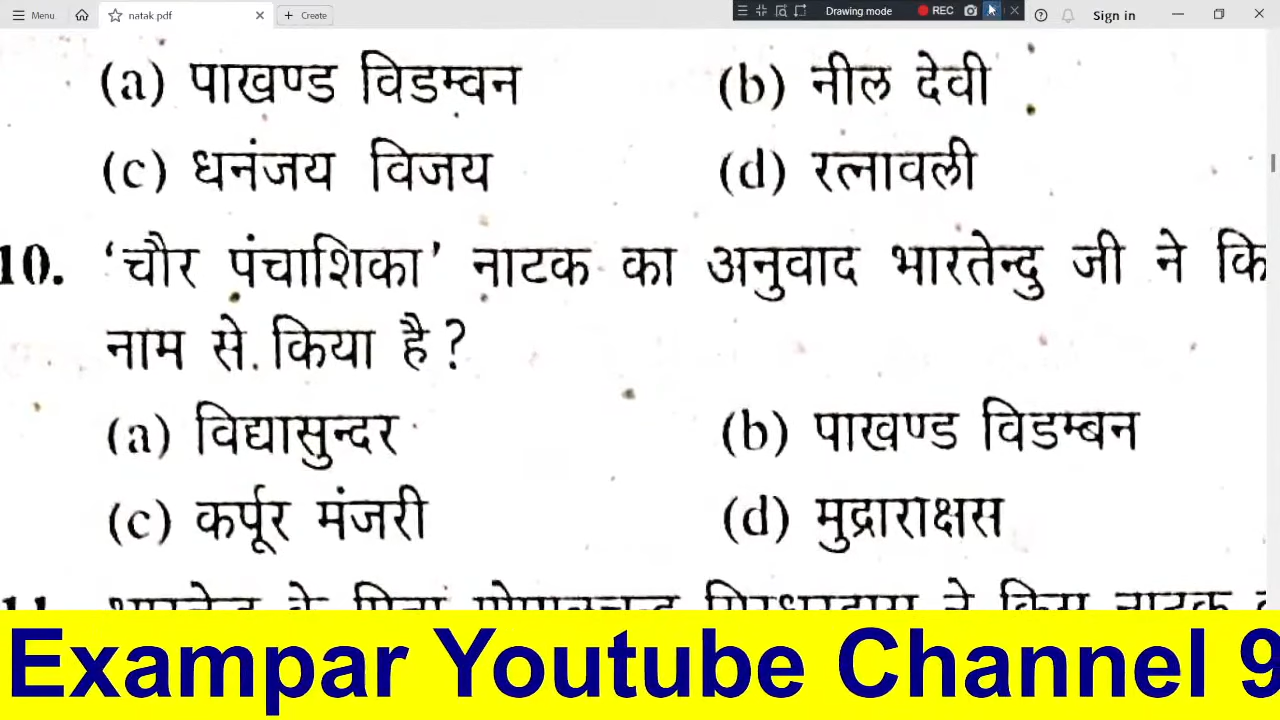 Menu natak.pdf × + Create Drawing mode REC Sign in
(a) पाखण्ड विडम्वन (b) नील देवी
(c) धनंजय विजय (d) रत्नावली
10. ‘चौर पंचाशिका’ नाटक का अनुवाद भारतेन्दु जी ने कि
नाम से किया है?
(a) विद्यासुन्दर (b) पाखण्ड विडम्बन
(c) कर्पूर मंजरी (d) मुद्राराक्षस
Exampar Youtube Channel 9